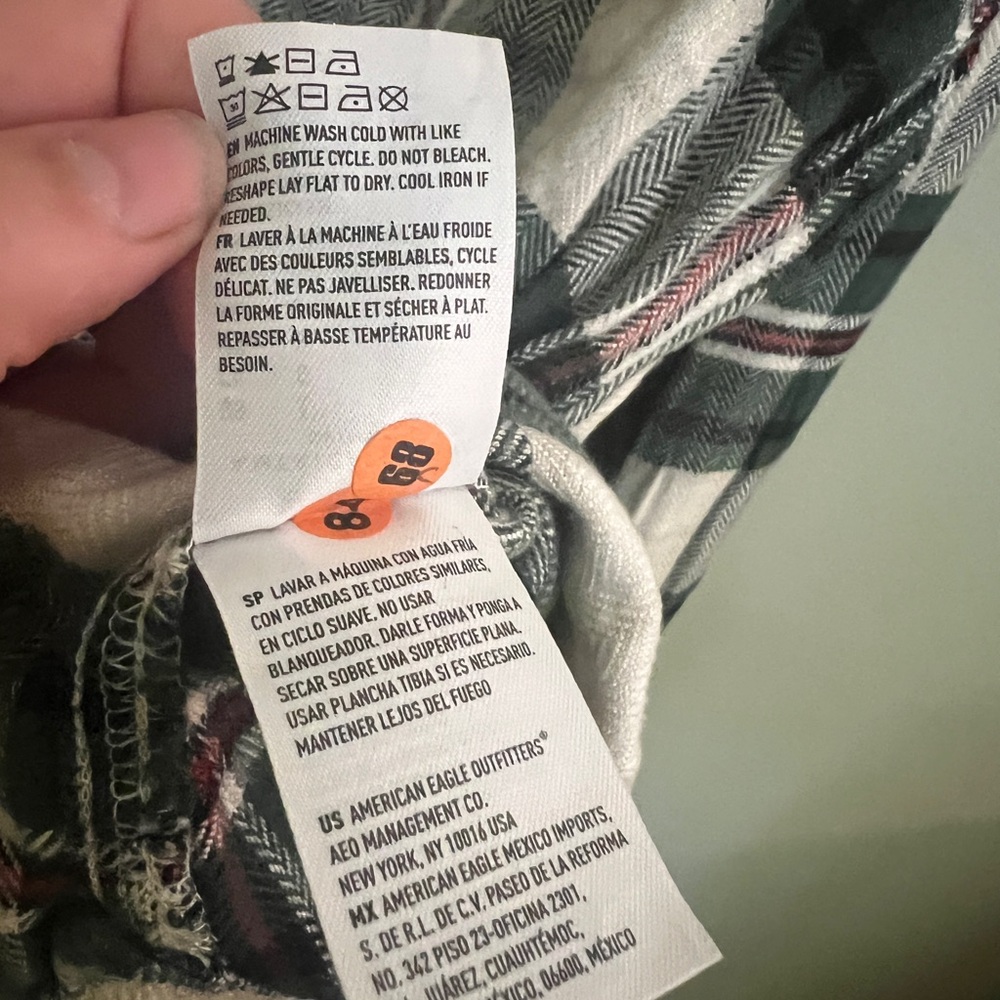 30
EN MACHINE WASH COLD WITH LIKE
COLORS, GENTLE CYCLE. DO NOT BLEACH.
RESHAPE LAY FLAT TO DRY. COOL IRON IF
NEEDED.
FR LAVER À LA MACHINE À L'EAU FROIDE
AVEC DES COULEURS SEMBLABLES, CYCLE
DÉLICAT. NE PAS JAVELLISER. REDONNER
LA FORME ORIGINALE ET SÉCHER À PLAT.
REPASSER À BASSE TEMPÉRATURE AU
BESOIN.
SP LAVAR A MÁQUINA CON AGUA FRÍA
CON PRENDAS DE COLORES SIMILARES,
EN CICLO SUAVE. NO USAR
BLANQUEADOR. DARLE FORMA Y PONGA A
SECAR SOBRE UNA SUPERFICIE PLANA.
USAR PLANCHA TIBIA SI ES NECESARIO.
MANTENER LEJOS DEL FUEGO
US AMERICAN EAGLE OUTFITTERS®
AEO MANAGEMENT CO.
NEW YORK, NY 10016 USA
MX AMERICAN EAGLE MEXICO IMPORTS,
S. DE R.L. DE C.V. PASEO DE LA REFORMA
NO. 342 PISO 23-OFICINA 2301,
JUÁREZ, CUAUHTÉMOC,
06600, MÉXICO